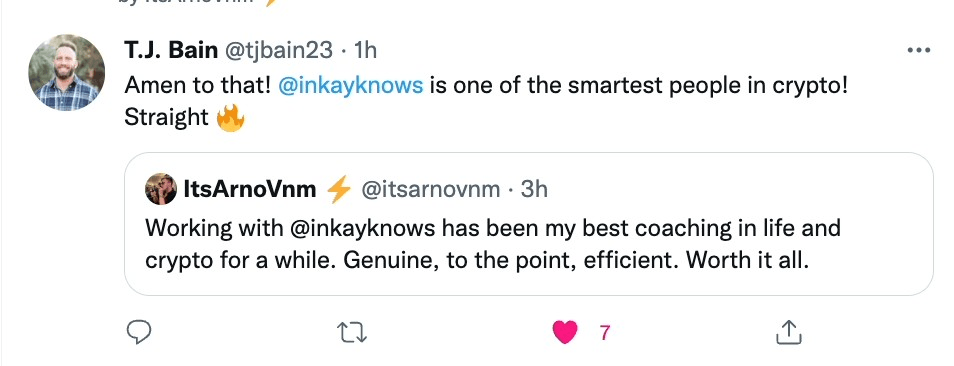 by ItsArnoVnm ⚡
T.J. Bain @tjbain23 · 1h
Amen to that! @inkayknows is one of the smartest people in crypto!
Straight 🔥
ItsArnoVnm ⚡ @itsarnovnm · 3h
Working with @inkayknows has been my best coaching in life and
crypto for a while. Genuine, to the point, efficient. Worth it all.
7